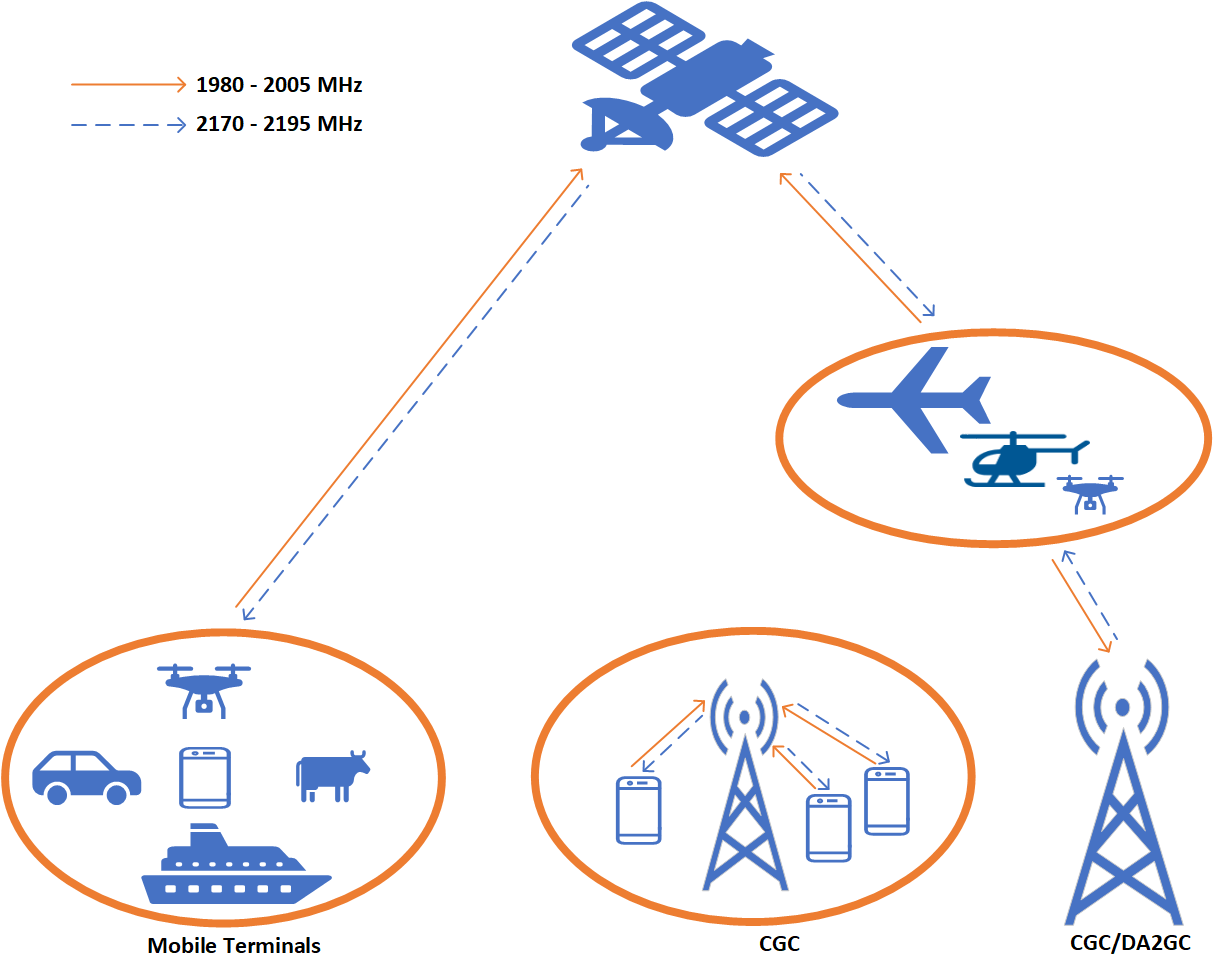 1980 - 2005 MHz
2170 - 2195 MHz
Mobile Terminals
CGC
CGC/DA2GC